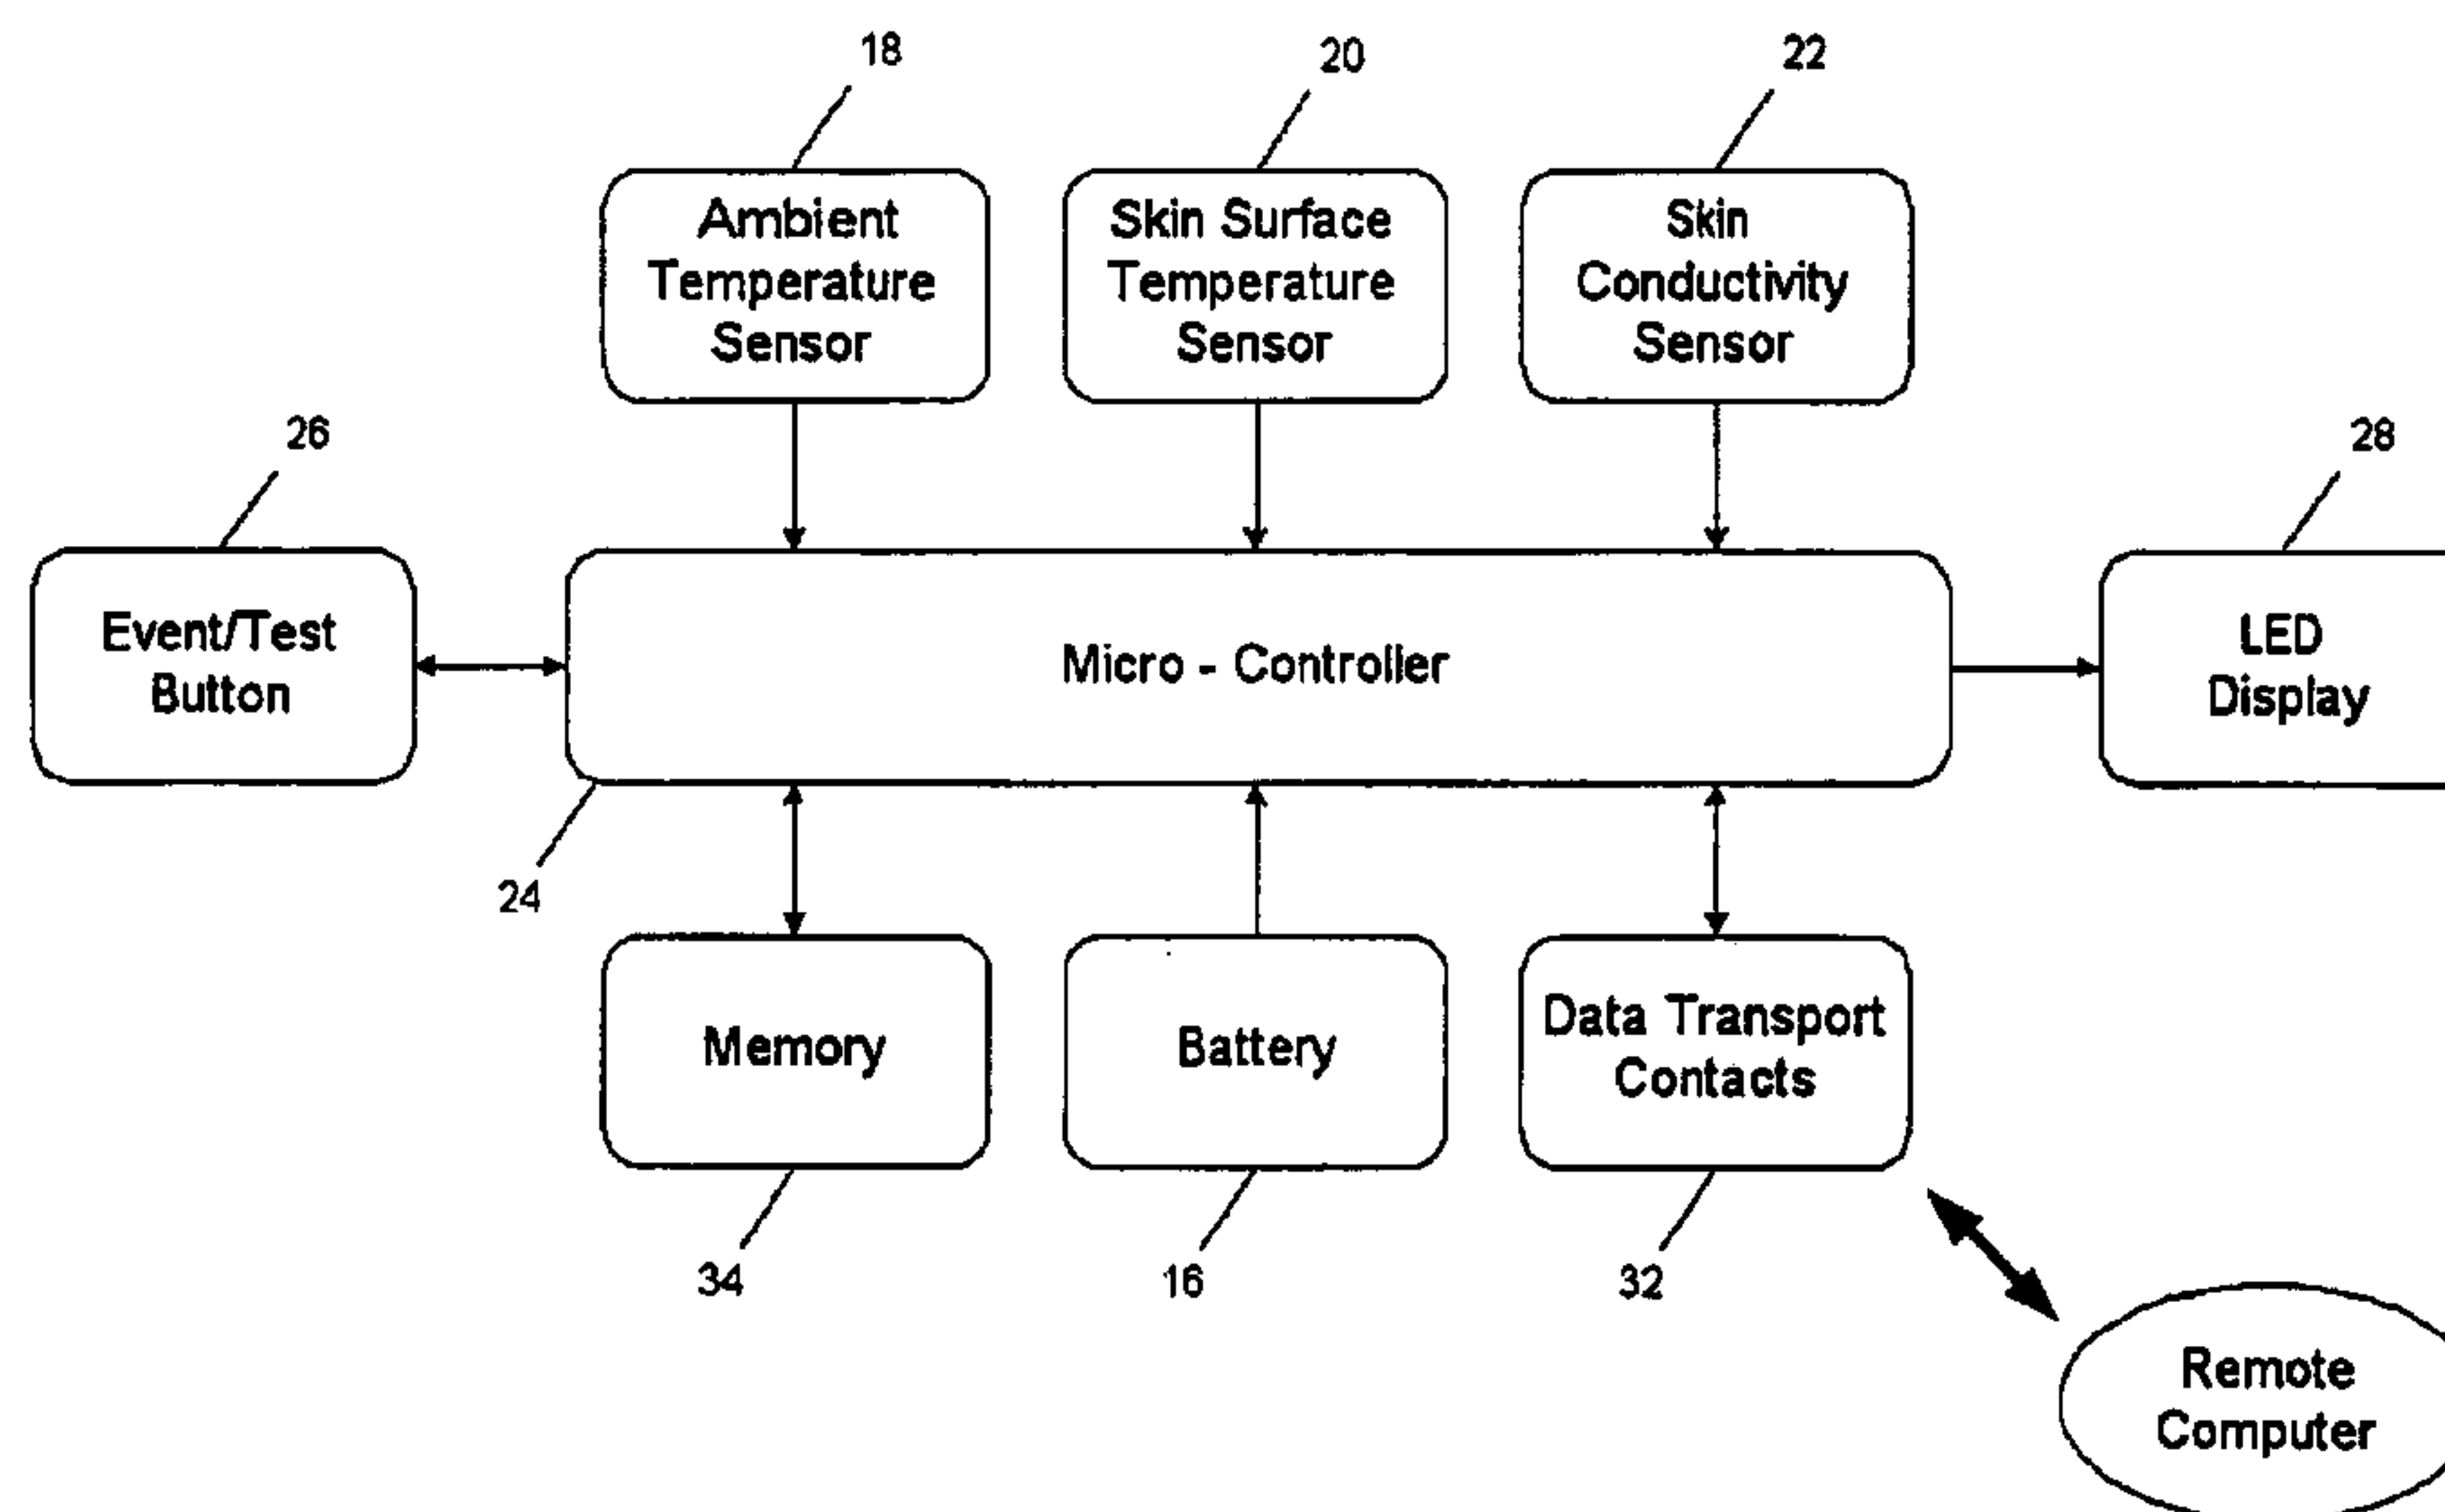 18
20
22
Ambient
Temperature
Sensor
Skin Surface
Temperature
Sensor
Skin
Conductivity
Sensor
26
28
Event/Test
Button
Micro - Controller
LED
Display
24
Memory
Battery
Data Transport
Contacts
34
16
32
Remote
Computer